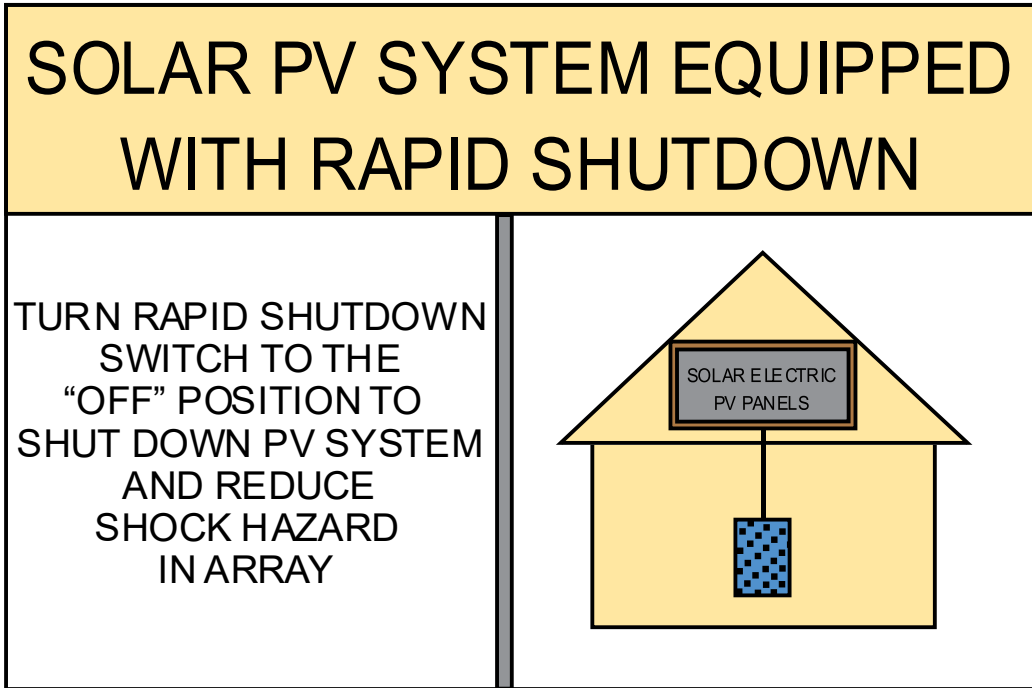 SOLAR PV SYSTEM EQUIPPED
WITH RAPID SHUTDOWN
TURN RAPID SHUTDOWN
SWITCH TO THE
“OFF” POSITION TO
SHUT DOWN PV SYSTEM
AND REDUCE
SHOCK HAZARD
IN ARRAY
SOLAR ELECTRIC
PV PANELS